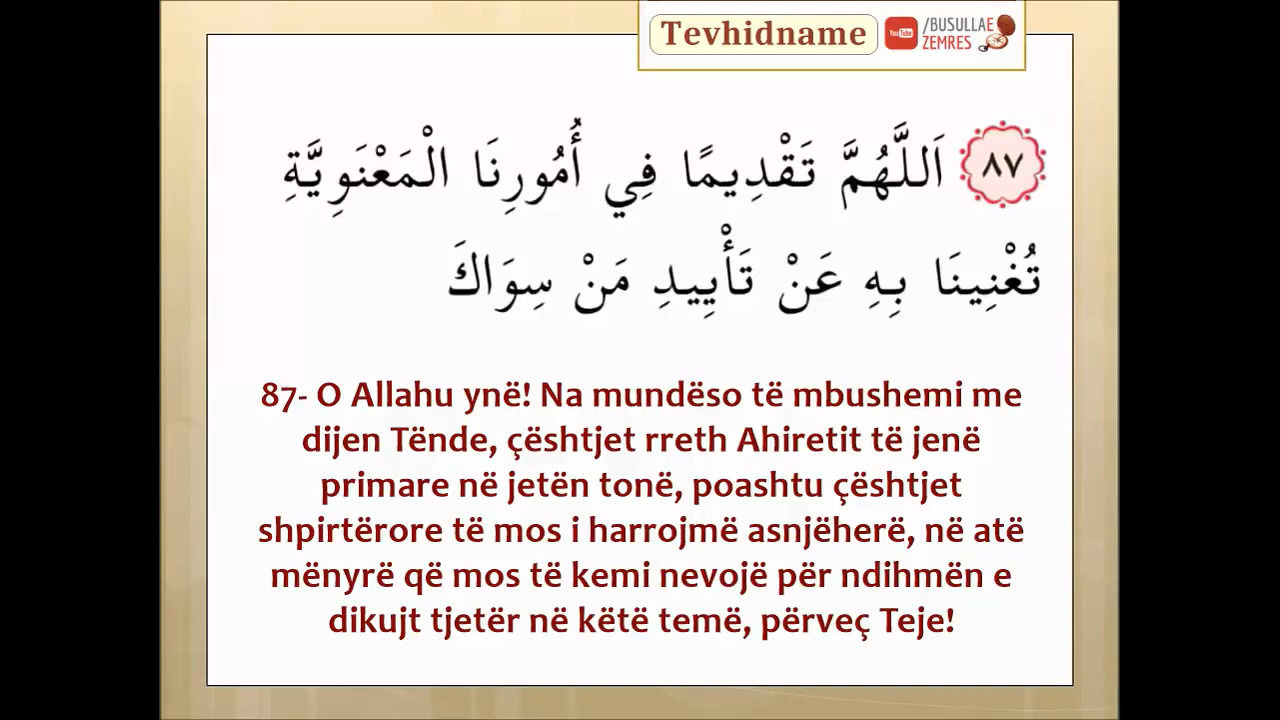 Tevhidname
You Tube
/BUSULLAE
ZEMRES
٨٧ اَللَّهُمَّ تَقْدِيمًا فِي أُمُورِنَا الْمَعْنَوِيَّةِ
تُغْنِينَا بِهِ عَنْ تَأْيِيدِ مَنْ سِوَاكَ
87- O Allahu ynë! Na mundëso të mbushemi me
dijen Tënde, çështjet rreth Ahiretit të jenë
primare në jetën tonë, poashtu çështjet
shpirtërore të mos i harrojmë asnjëherë, në atë
mënyrë që mos të kemi nevojë për ndihmën e
dikujt tjetër në këtë temë, përveç Teje!